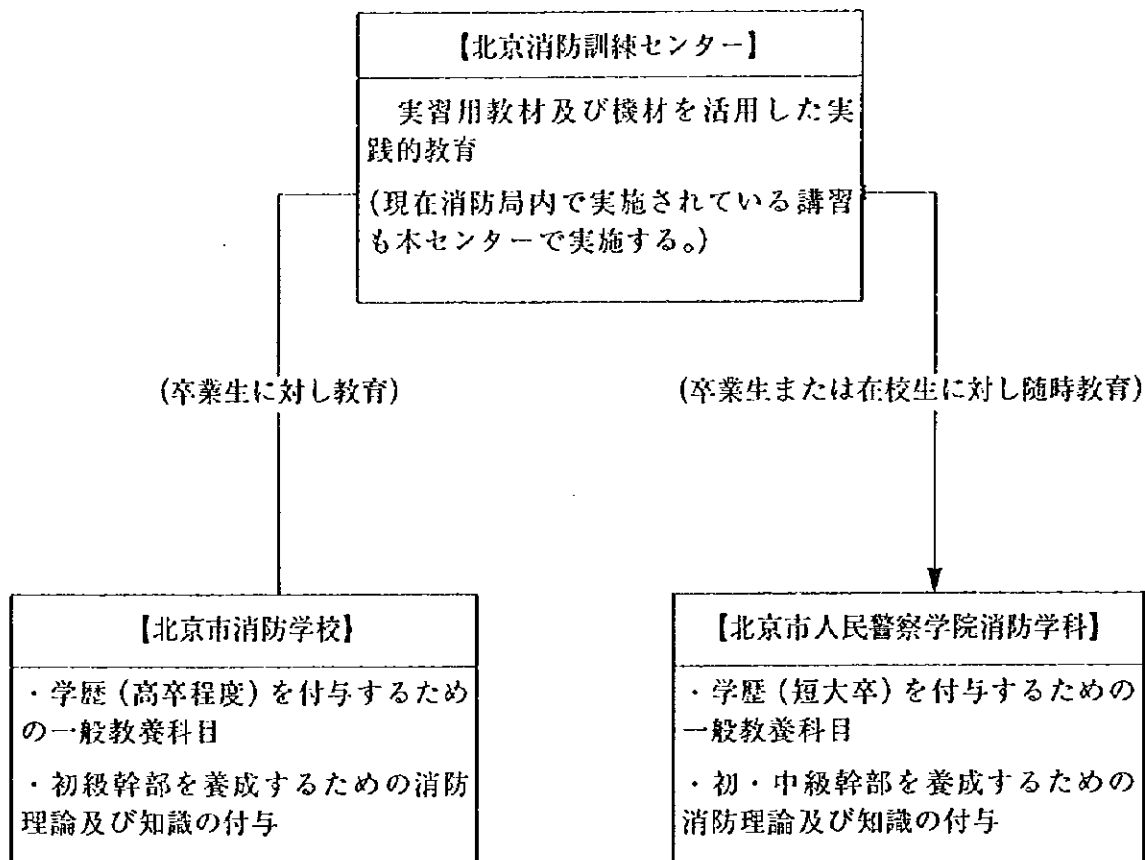 【北京消防訓練センター】
実習用教材及び機材を活用した実
践的教育
(現在消防局内で実施されている講習
も本センターで実施する。)
(卒業生に対し教育)
(卒業生または在校生に対し随時教育)
【北京市消防学校】
・学歴(高卒程度)を付与するため
の一般教養科目
・初級幹部を養成するための消防
理論及び知識の付与
【北京市人民警察学院消防学科】
・学歴(短大卒)を付与するための
一般教養科目
・初・中級幹部を養成するための
消防理論及び知識の付与